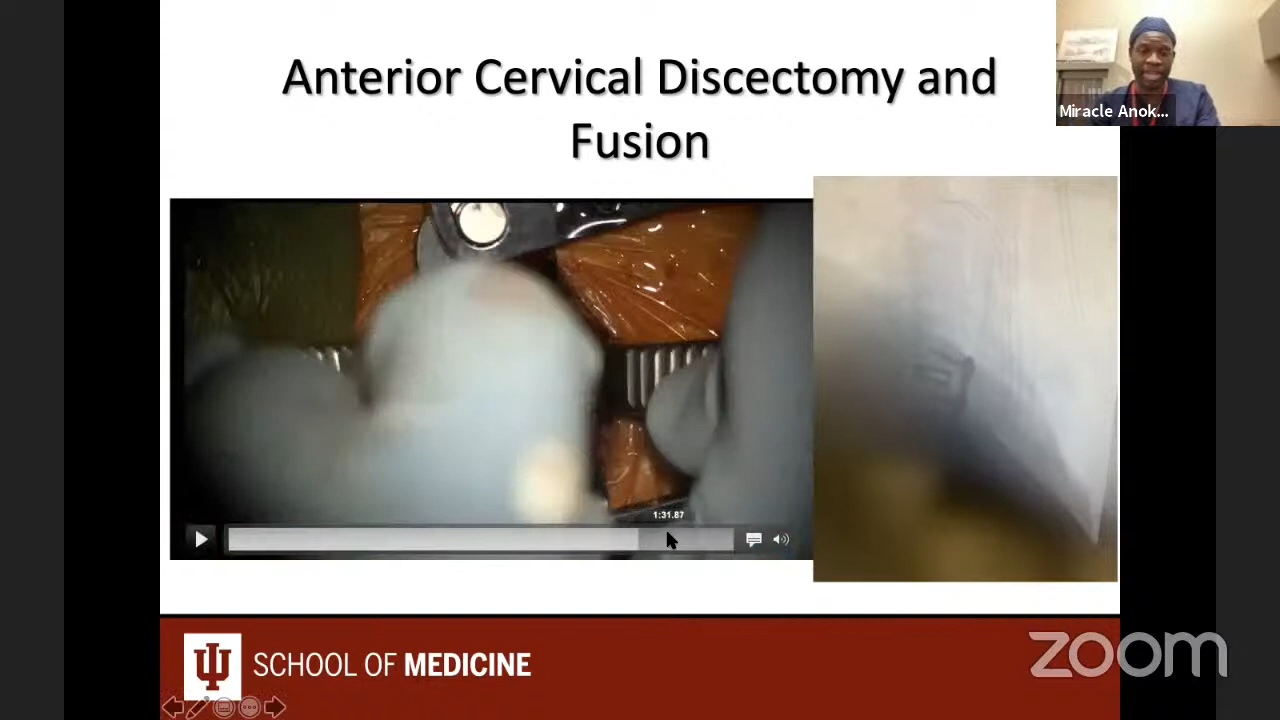 Anterior Cervical Discectomy and
Fusion
Miracle Anok...
1:31.87
SCHOOL OF MEDICINE
zoom